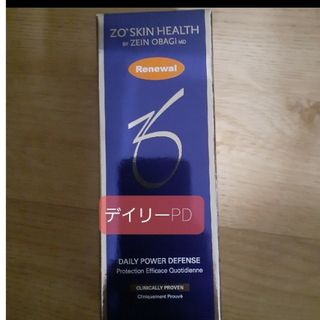 ZO® SKIN HEALTH
BY ZEIN OBAGI MD
Renewal
デイリーPD
DAILY POWER DEFENSE
Protection Efficace Quotidienne
CLINICALLY PROVEN
Cliniquement Prouvé